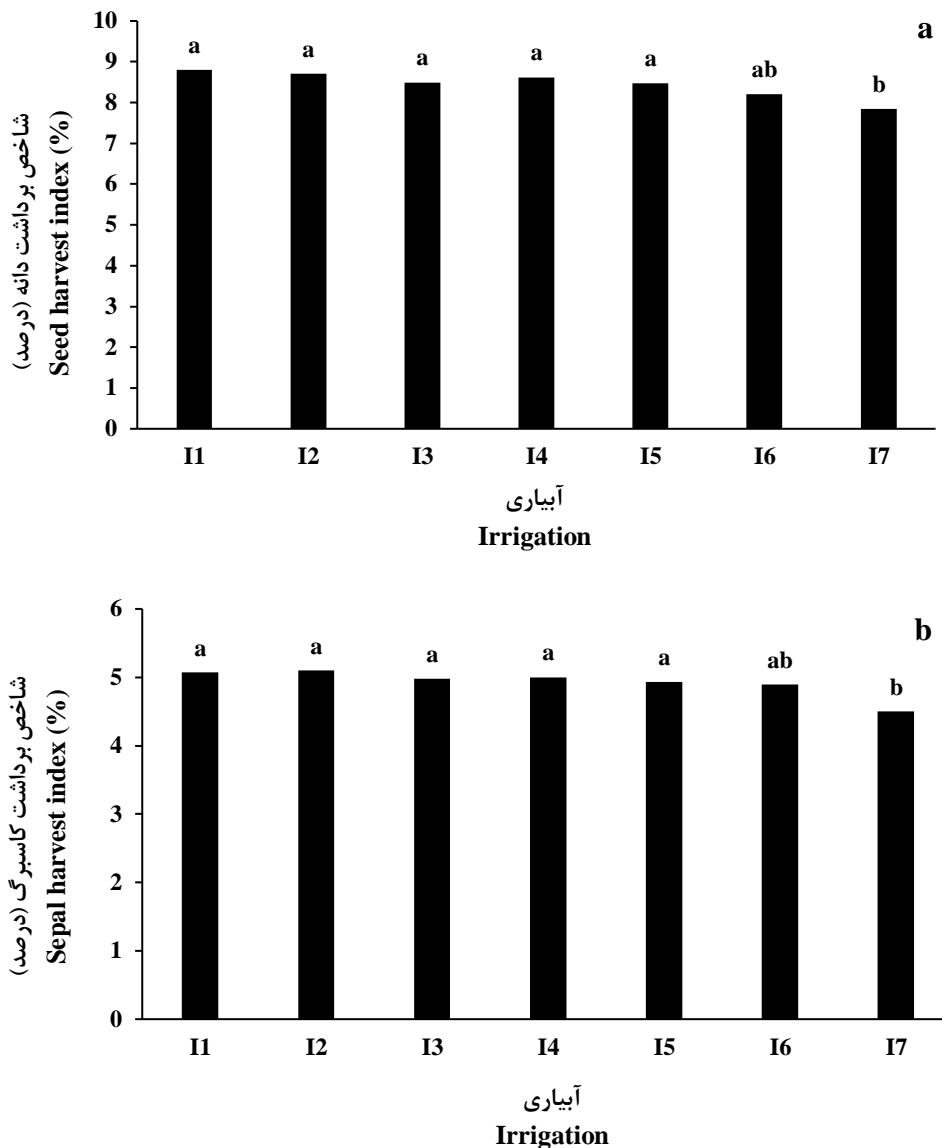 a
شاخص برداشت دانه (درصد)
Seed harvest index (%)
10
9
8
7
6
5
4
3
2
1
0
a a a a a ab b
I1 I2 I3 I4 I5 I6 I7
آبیاری
Irrigation
b
شاخص برداشت کاسبرگ (درصد)
Sepal harvest index (%)
6
5
4
3
2
1
0
a a a a a ab b
I1 I2 I3 I4 I5 I6 I7
آبیاری
Irrigation